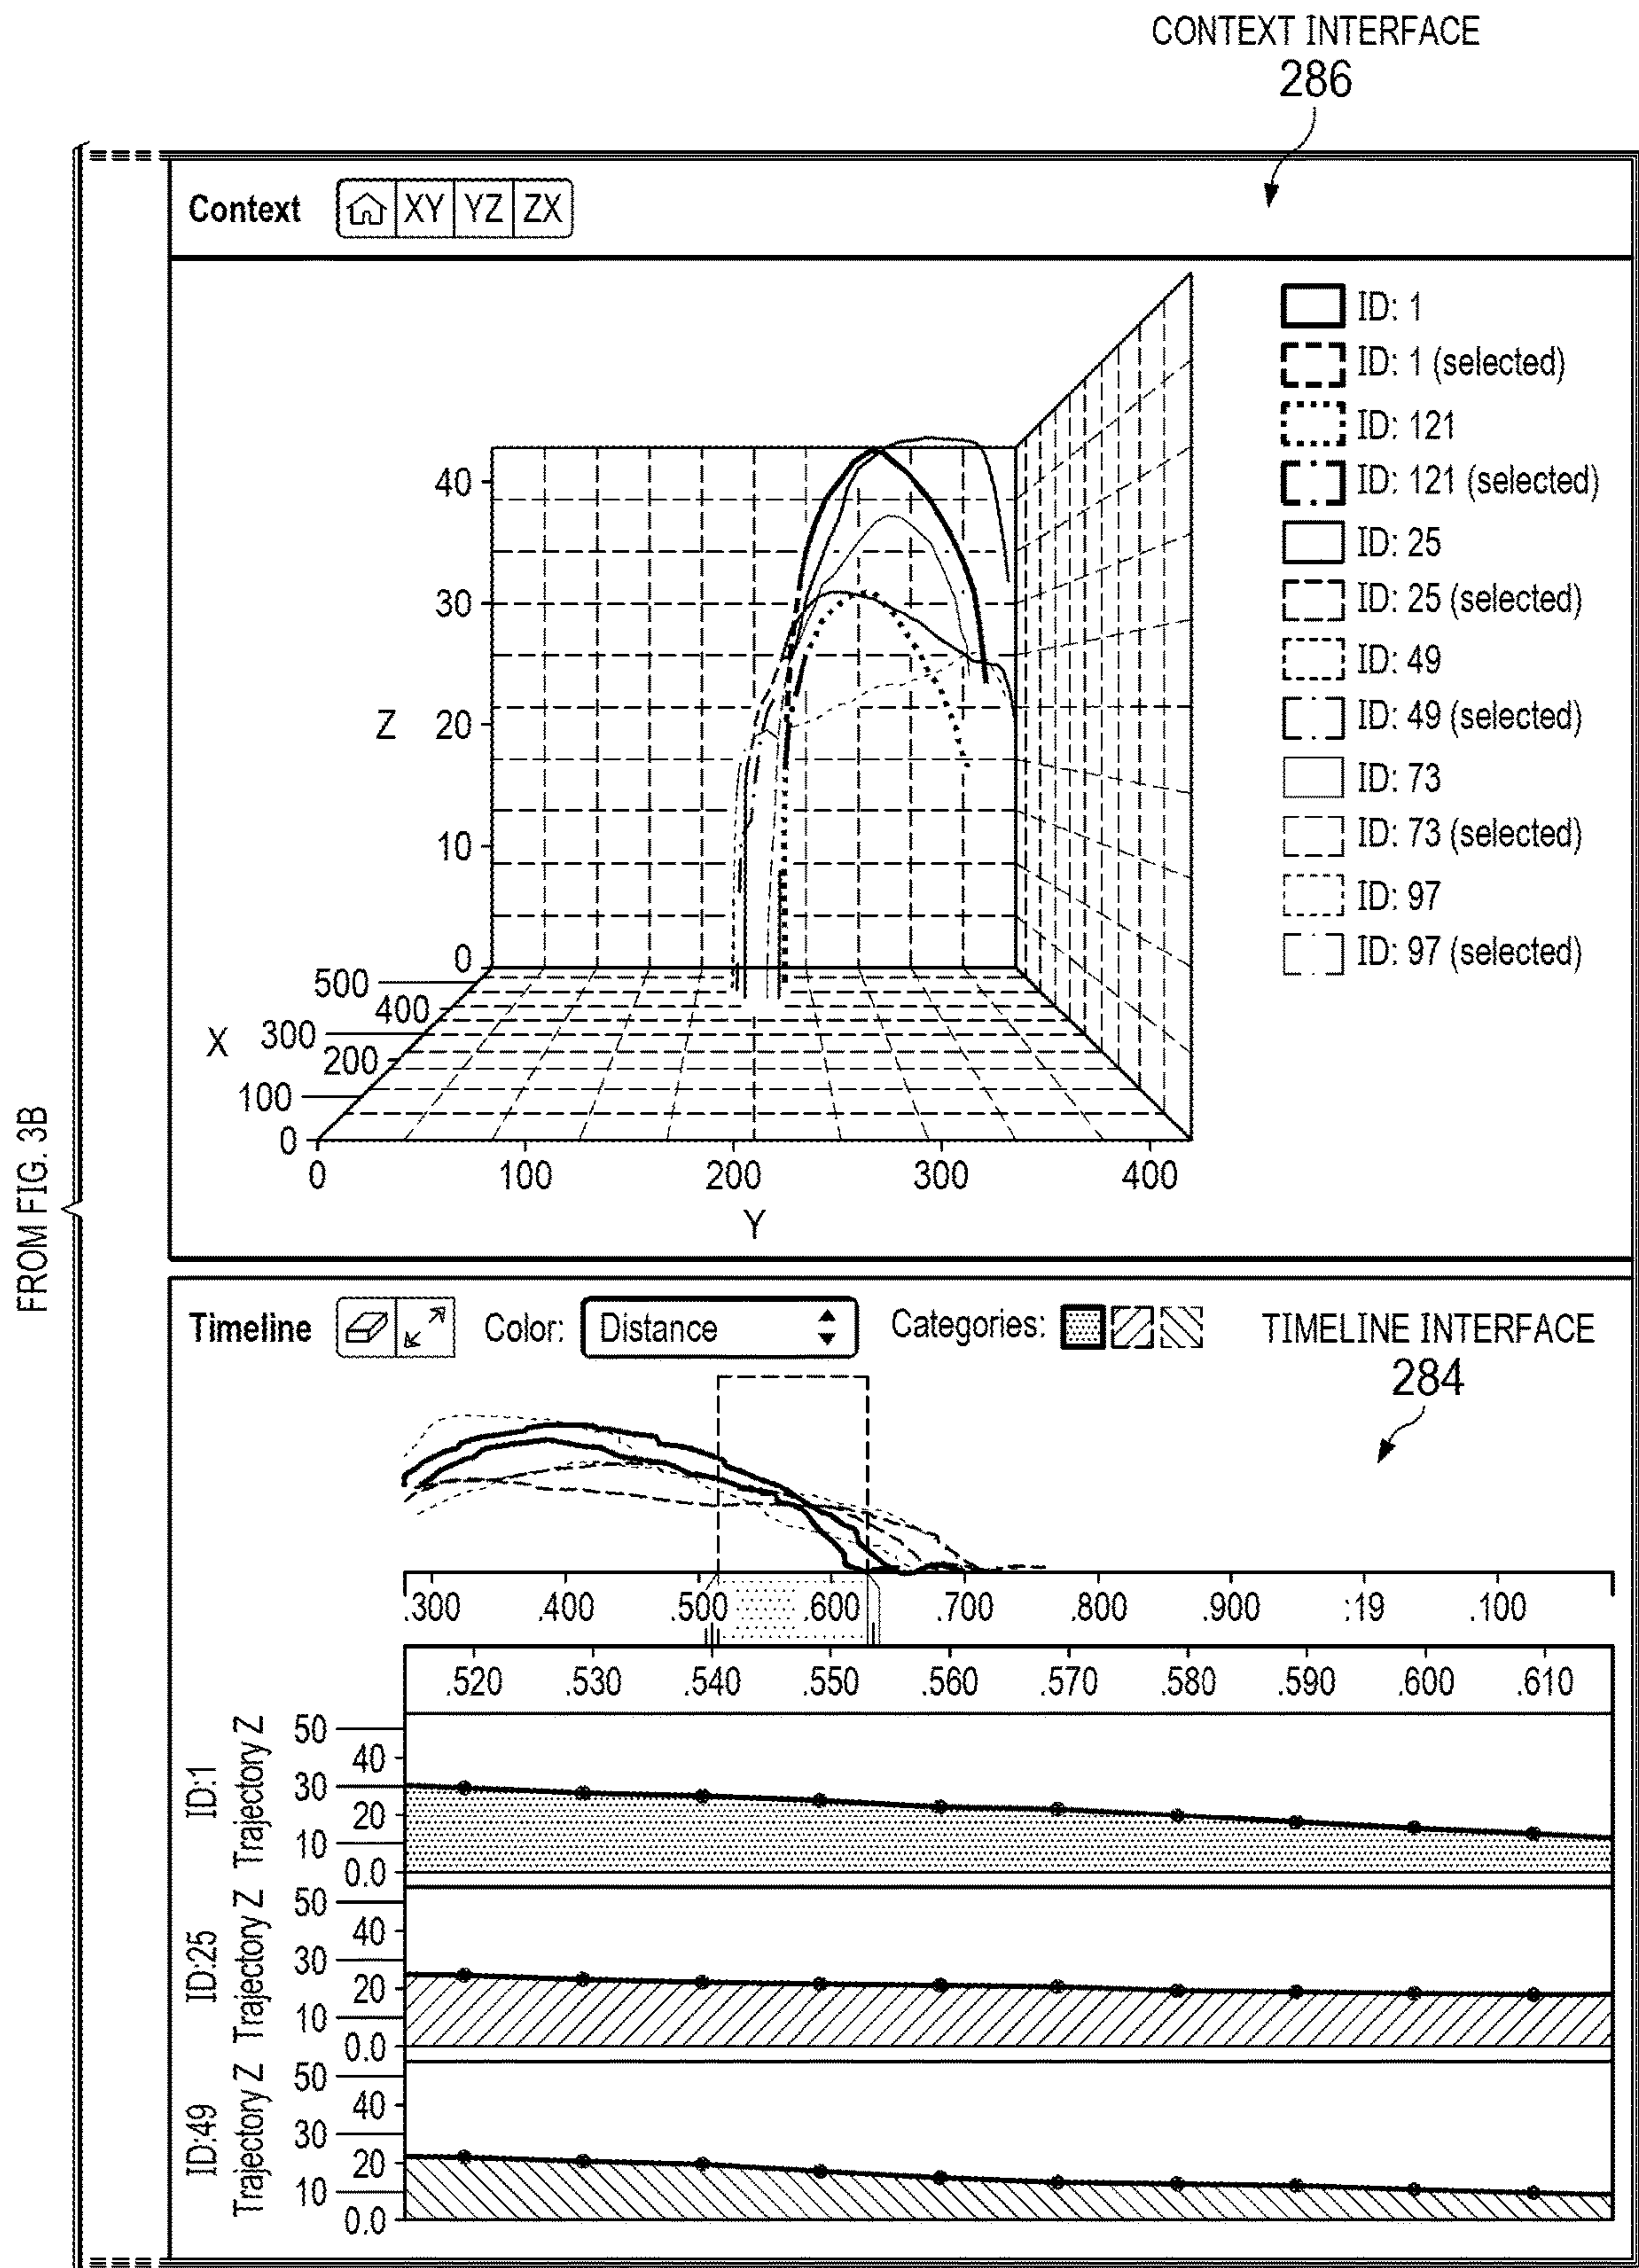 CONTEXT INTERFACE
286
Context XY YZ ZX
ID: 1
ID: 1 (selected)
ID: 121
ID: 121 (selected)
ID: 25
ID: 25 (selected)
ID: 49
ID: 49 (selected)
ID: 73
ID: 73 (selected)
ID: 97
ID: 97 (selected)
40
30
Z 20
10
0
500
400
X 300
200
100
0
0 100 200 300 400
Y
FROM FIG. 3B
Timeline Color: Distance Categories: TIMELINE INTERFACE
284
.300 .400 .500 .600 .700 .800 .900 :19 .100
.520 .530 .540 .550 .560 .570 .580 .590 .600 .610
ID:1
Trajectory Z
50
40
30
20
10
0.0
ID:25
Trajectory Z
50
40
30
20
10
0.0
ID:49
Trajectory Z
50
40
30
20
10
0.0